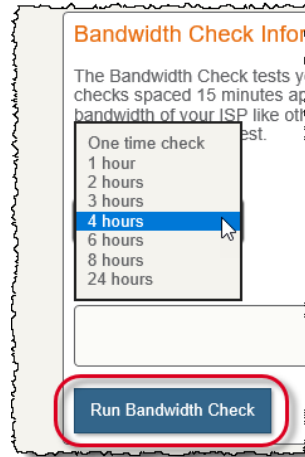 Bandwidth Check Infor
The Bandwidth Check tests y
checks spaced 15 minutes ap
bandwidth of your ISP like oth
est.
One time check
1 hour
2 hours
3 hours
4 hours
6 hours
8 hours
24 hours
Run Bandwidth Check